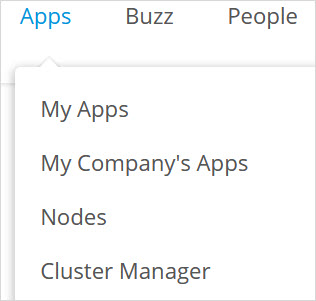 Apps Buzz People
My Apps
My Company's Apps
Nodes
Cluster Manager